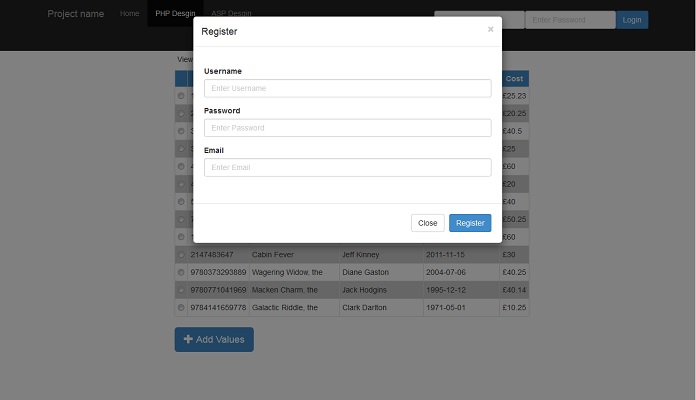 Project name Home PHP Desgin ASP Desgin Enter Password Login
Register ×
Username
Enter Username
Password
Enter Password
Email
Enter Email
Close Register
View
Cost
£25.23
£20.25
£40.5
£25
£60
£20
£40
£50.25
£60
2147483647 Cabin Fever Jeff Kinney 2011-11-15 £30
9780373293889 Wagering Widow, the Diane Gaston 2004-07-06 £40.25
9780771041969 Macken Charm, the Jack Hodgins 1995-12-12 £40.14
9784141659778 Galactic Riddle, the Clark Darlton 1971-05-01 £10.25
+ Add Values